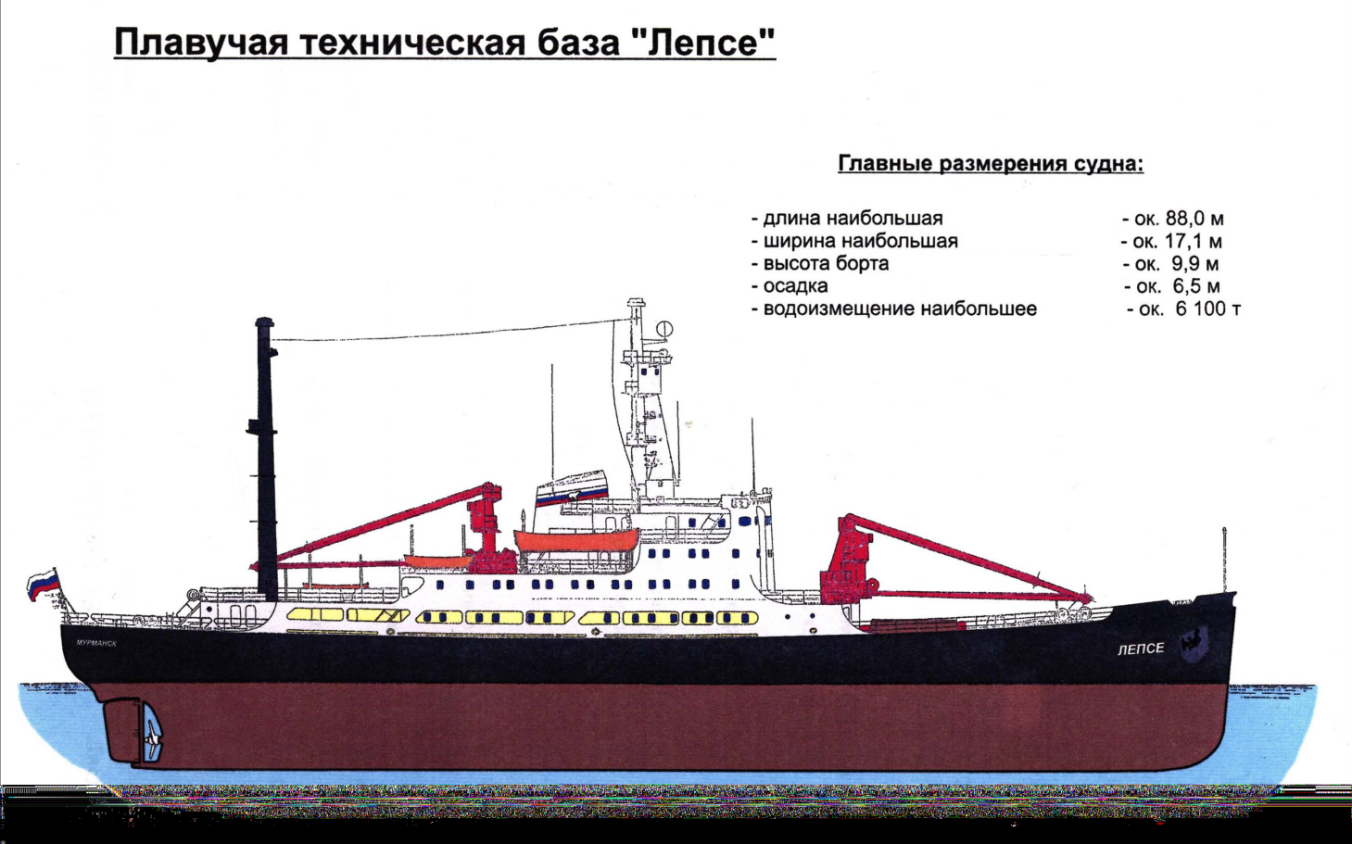 Плавучая техническая база "Лепсе"
Главные размерения судна:
- длина наибольшая - ок. 88,0 м
- ширина наибольшая - ок. 17,1 м
- высота борта - ок. 9,9 м
- осадка - ок. 6,5 м
- водоизмещение наибольшее - ок. 6 100 т
МУРМАНСК
ЛЕПСЕ